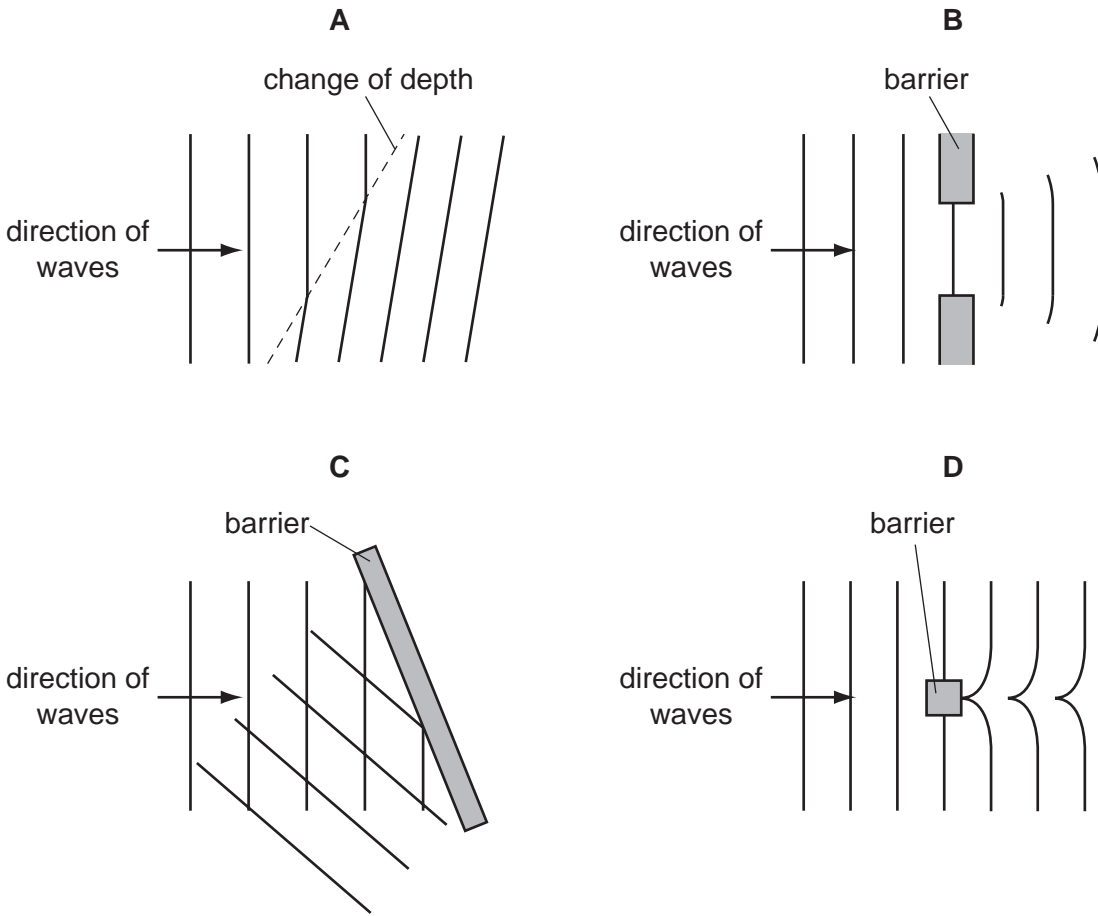 A
change of depth
direction of
waves
B
barrier
direction of
waves
C
barrier
direction of
waves
D
barrier
direction of
waves